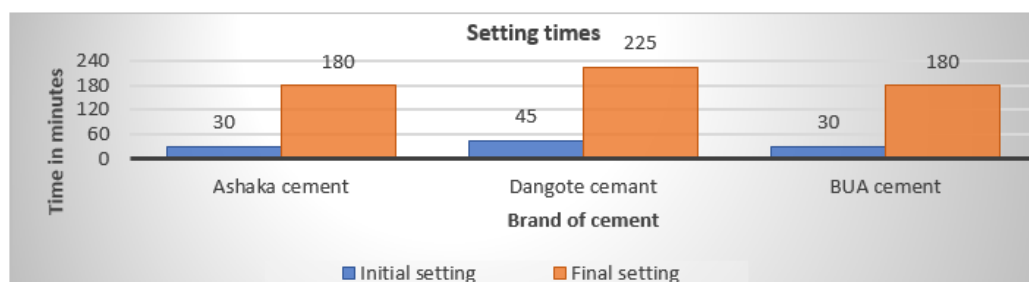 Setting times
Time in minutes
240
180
120
60
0
30
180
45
225
30
180
Ashaka cement
Dangote cemant
BUA cement
Brand of cement
Initial setting
Final setting